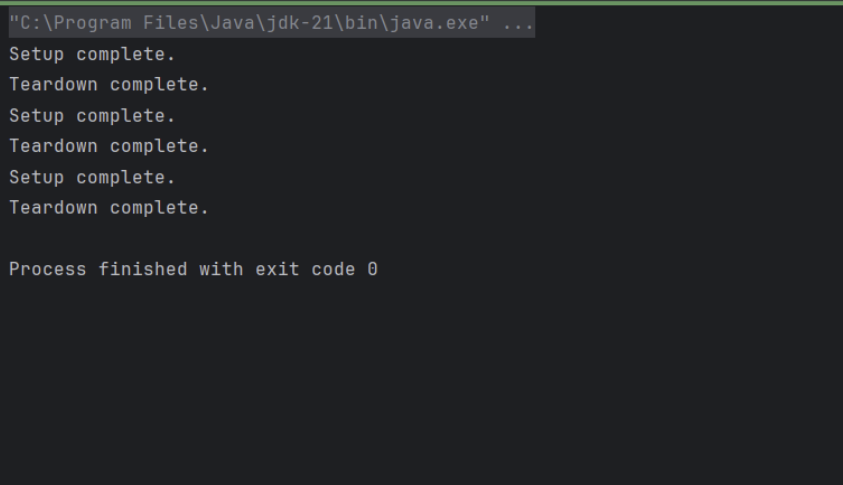 "C:\Program Files\Java\jdk-21\bin\java.exe" ...
Setup complete.
Teardown complete.
Setup complete.
Teardown complete.
Setup complete.
Teardown complete.
Process finished with exit code 0